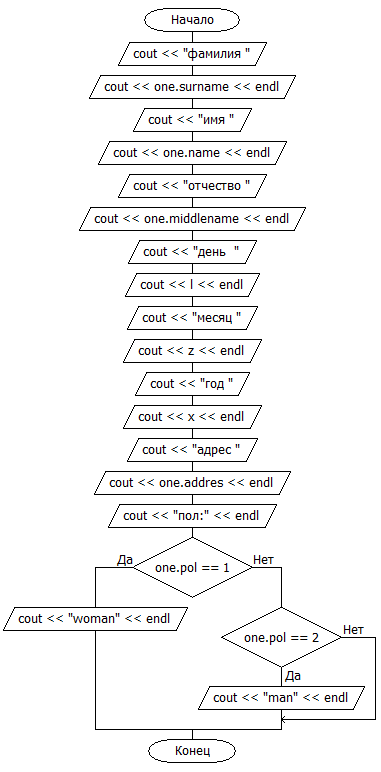 Начало
cout << "фамилия "
cout << one.surname << endl
cout << "имя "
cout << one.name << endl
cout << "отчество "
cout << one.middlename << endl
cout << "день  "
cout << l << endl
cout << "месяц "
cout << z << endl
cout << "год "
cout << x << endl
cout << "адрес "
cout << one.addres << endl
cout << "пол:" << endl
Да
one.pol == 1
Нет
cout << "woman" << endl
one.pol == 2
Нет
Да
cout << "man" << endl
Конец